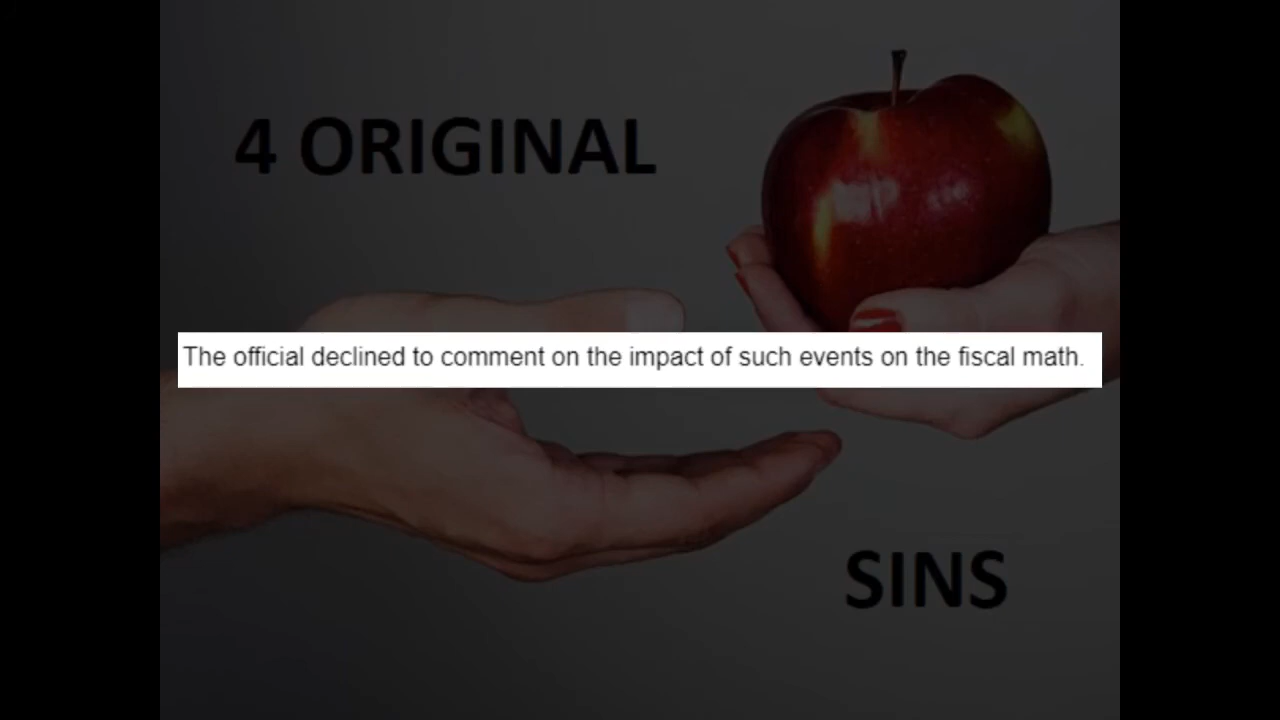 4 ORIGINAL
The official declined to comment on the impact of such events on the fiscal math.
SINS